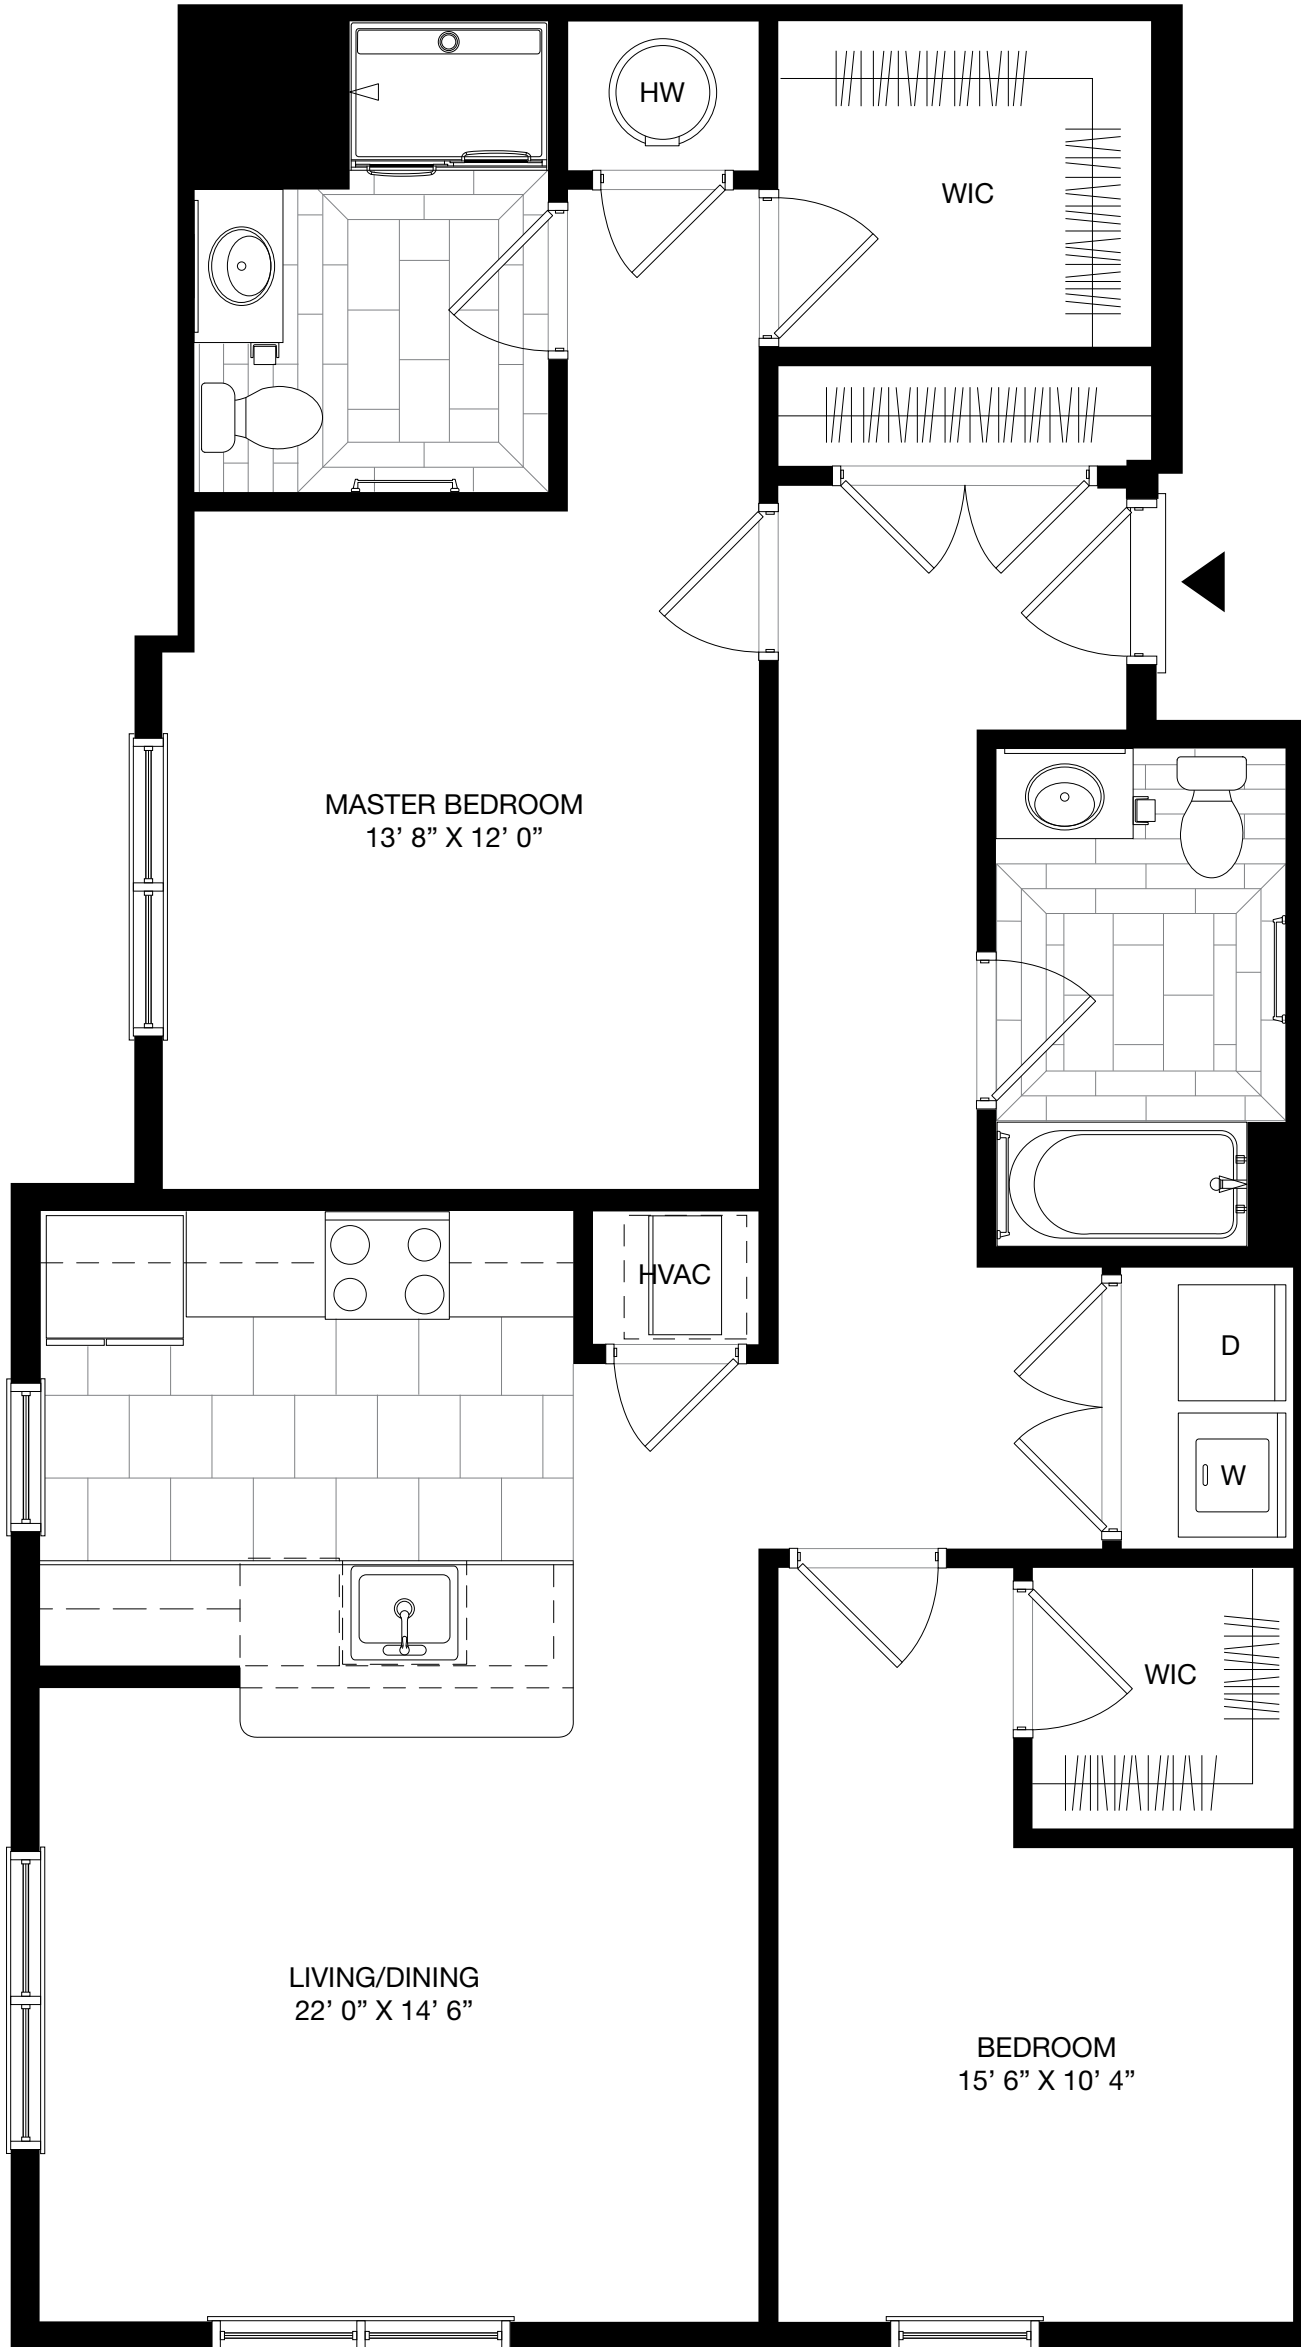 HW
WIC
MASTER BEDROOM
13’ 8” X 12’ 0”
HVAC
D
W
WIC
LIVING/DINING
22’ 0” X 14’ 6”
BEDROOM
15’ 6” X 10’ 4”